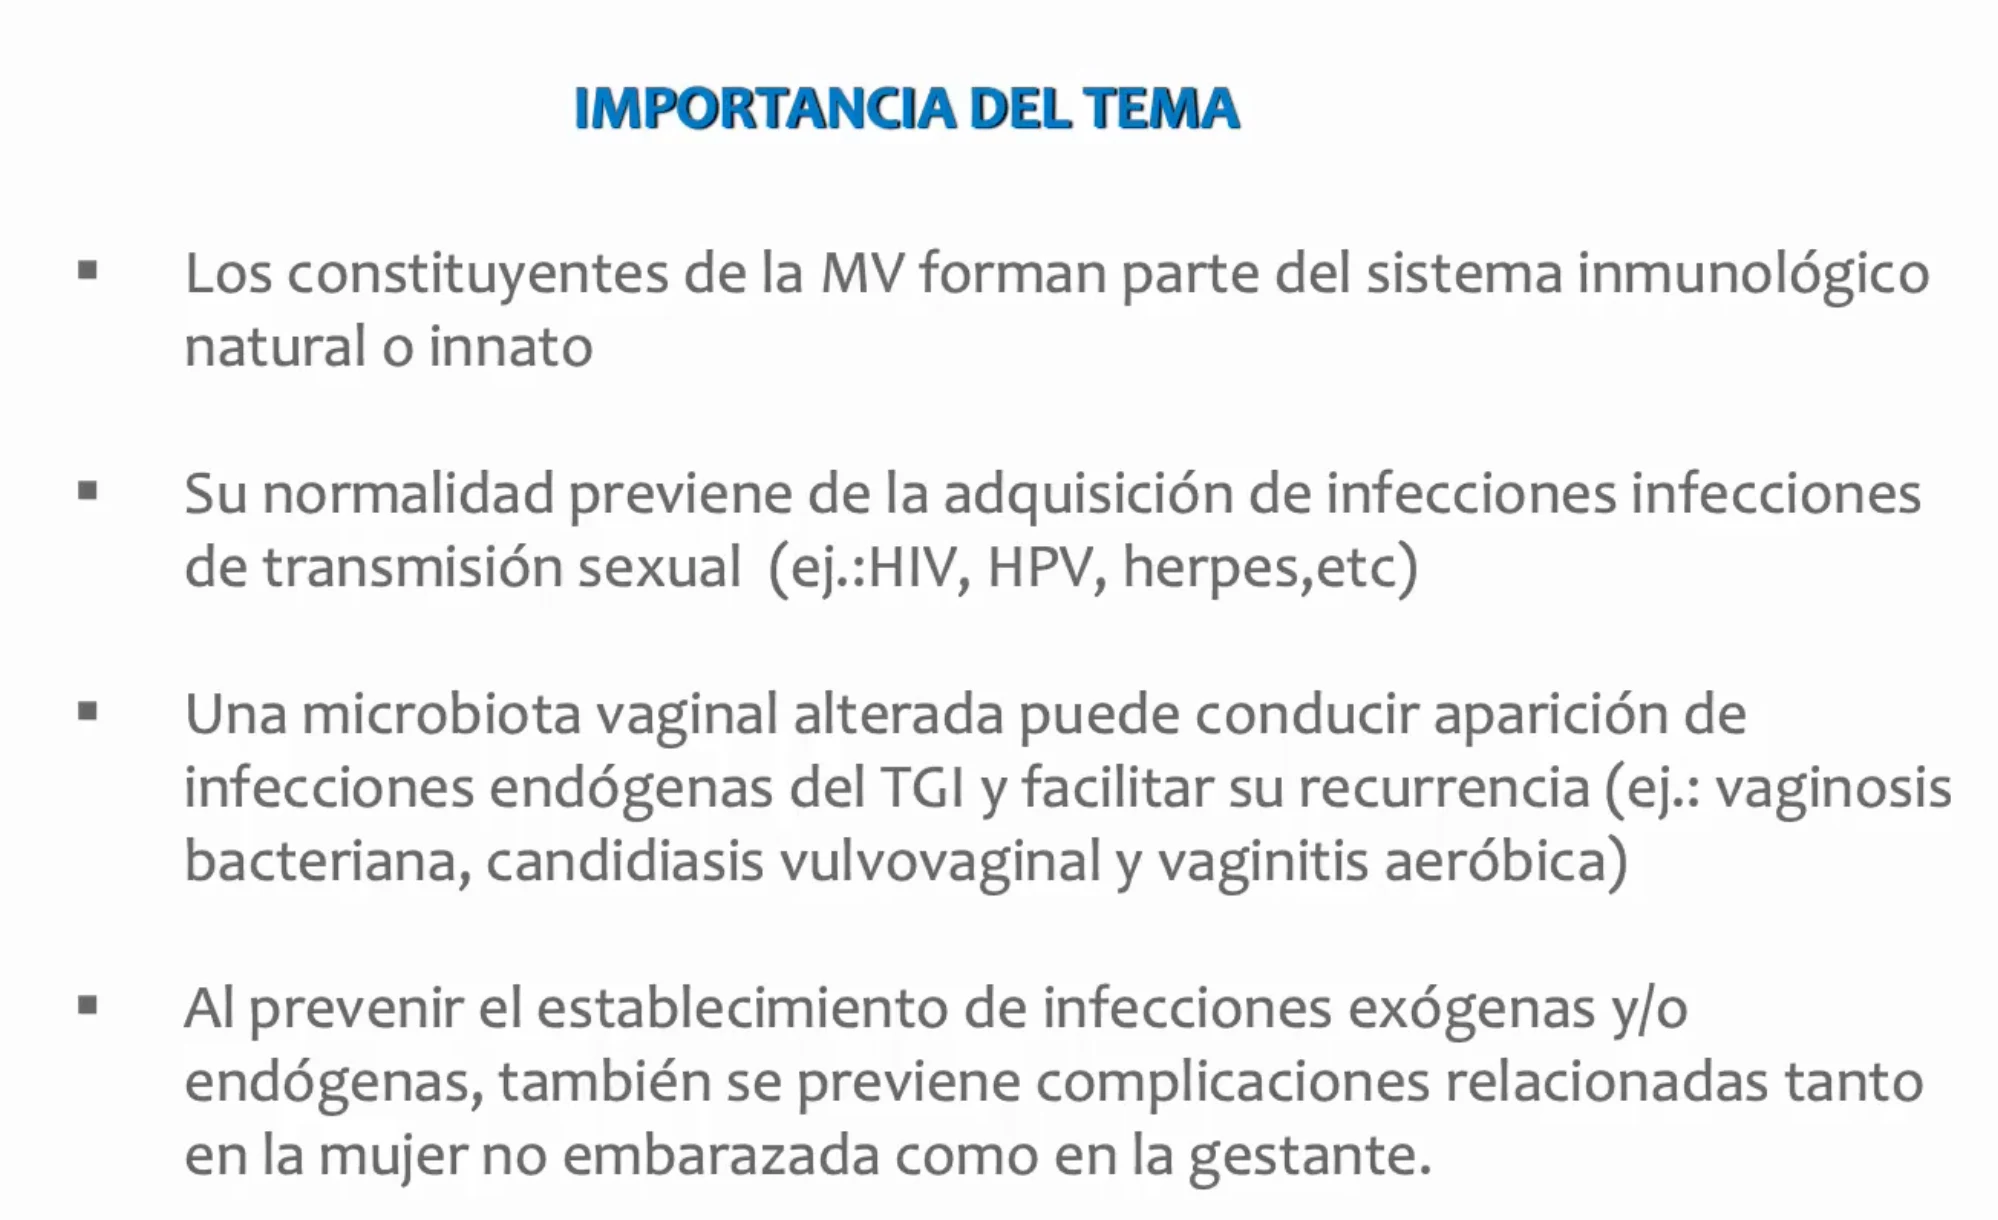 IMPORTANCIA DEL TEMA
▪ Los constituyentes de la MV forman parte del sistema inmunológico
natural o innato
▪ Su normalidad previene de la adquisición de infecciones infecciones
de transmisión sexual (ej.:HIV, HPV, herpes,etc)
▪ Una microbiota vaginal alterada puede conducir aparición de
infecciones endógenas del TGI y facilitar su recurrencia (ej.: vaginosis
bacteriana, candidiasis vulvovaginal y vaginitis aeróbica)
▪ Al prevenir el establecimiento de infecciones exógenas y/o
endógenas, también se previene complicaciones relacionadas tanto
en la mujer no embarazada como en la gestante.